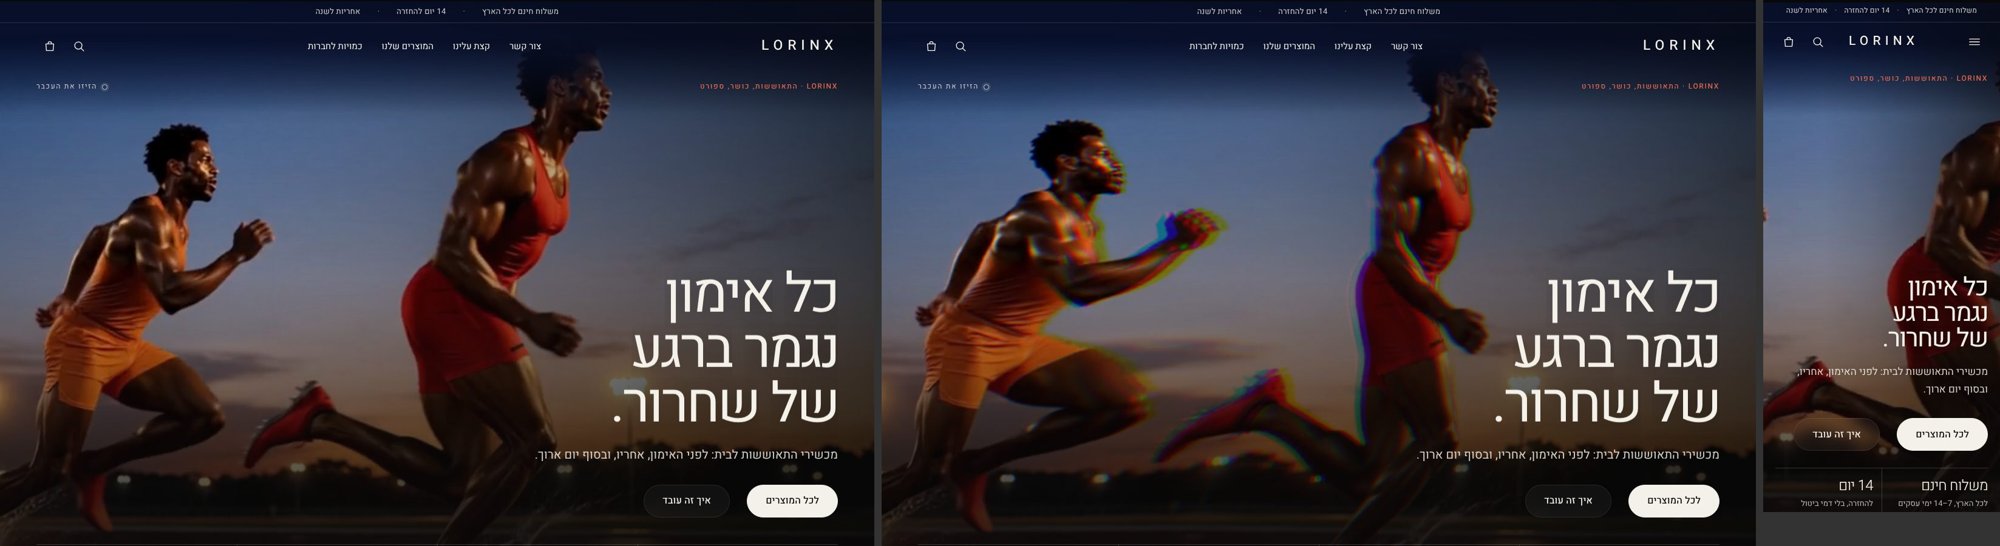 משלוח חינם לכל הארץ · 14 יום להחזרה · אחריות לשנה
LORINX
צור קשר קצת עלינו המוצרים שלנו כמויות לחברות
LORINX · התאוששות, כושר, ספורט
הזיזו את העכבר
כל אימון
נגמר ברגע
של שחרור.
מכשירי התאוששות לבית: לפני האימון, אחריו, ובסוף יום ארוך.
לכל המוצרים
איך זה עובד
משלוח חינם לכל הארץ · 14 יום להחזרה · אחריות לשנה
LORINX
צור קשר קצת עלינו המוצרים שלנו כמויות לחברות
LORINX · התאוששות, כושר, ספורט
הזיזו את העכבר
כל אימון
נגמר ברגע
של שחרור.
מכשירי התאוששות לבית: לפני האימון, אחריו, ובסוף יום ארוך.
לכל המוצרים
איך זה עובד
משלוח חינם לכל הארץ · 14 יום להחזרה · אחריות לשנה
LORINX
LORINX · התאוששות, כושר, ספורט
כל אימון
נגמר ברגע
של שחרור.
מכשירי התאוששות לבית: לפני האימון, אחריו,
ובסוף יום ארוך.
לכל המוצרים
איך זה עובד
משלוח חינם
לכל הארץ, 7–14 ימי עסקים
14 יום
להחזרה, בלי דמי ביטול